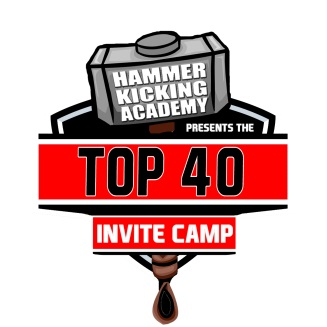 HAMMER
KICKING
ACADEMY
PRESENTS THE
TOP 40
INVITE CAMP